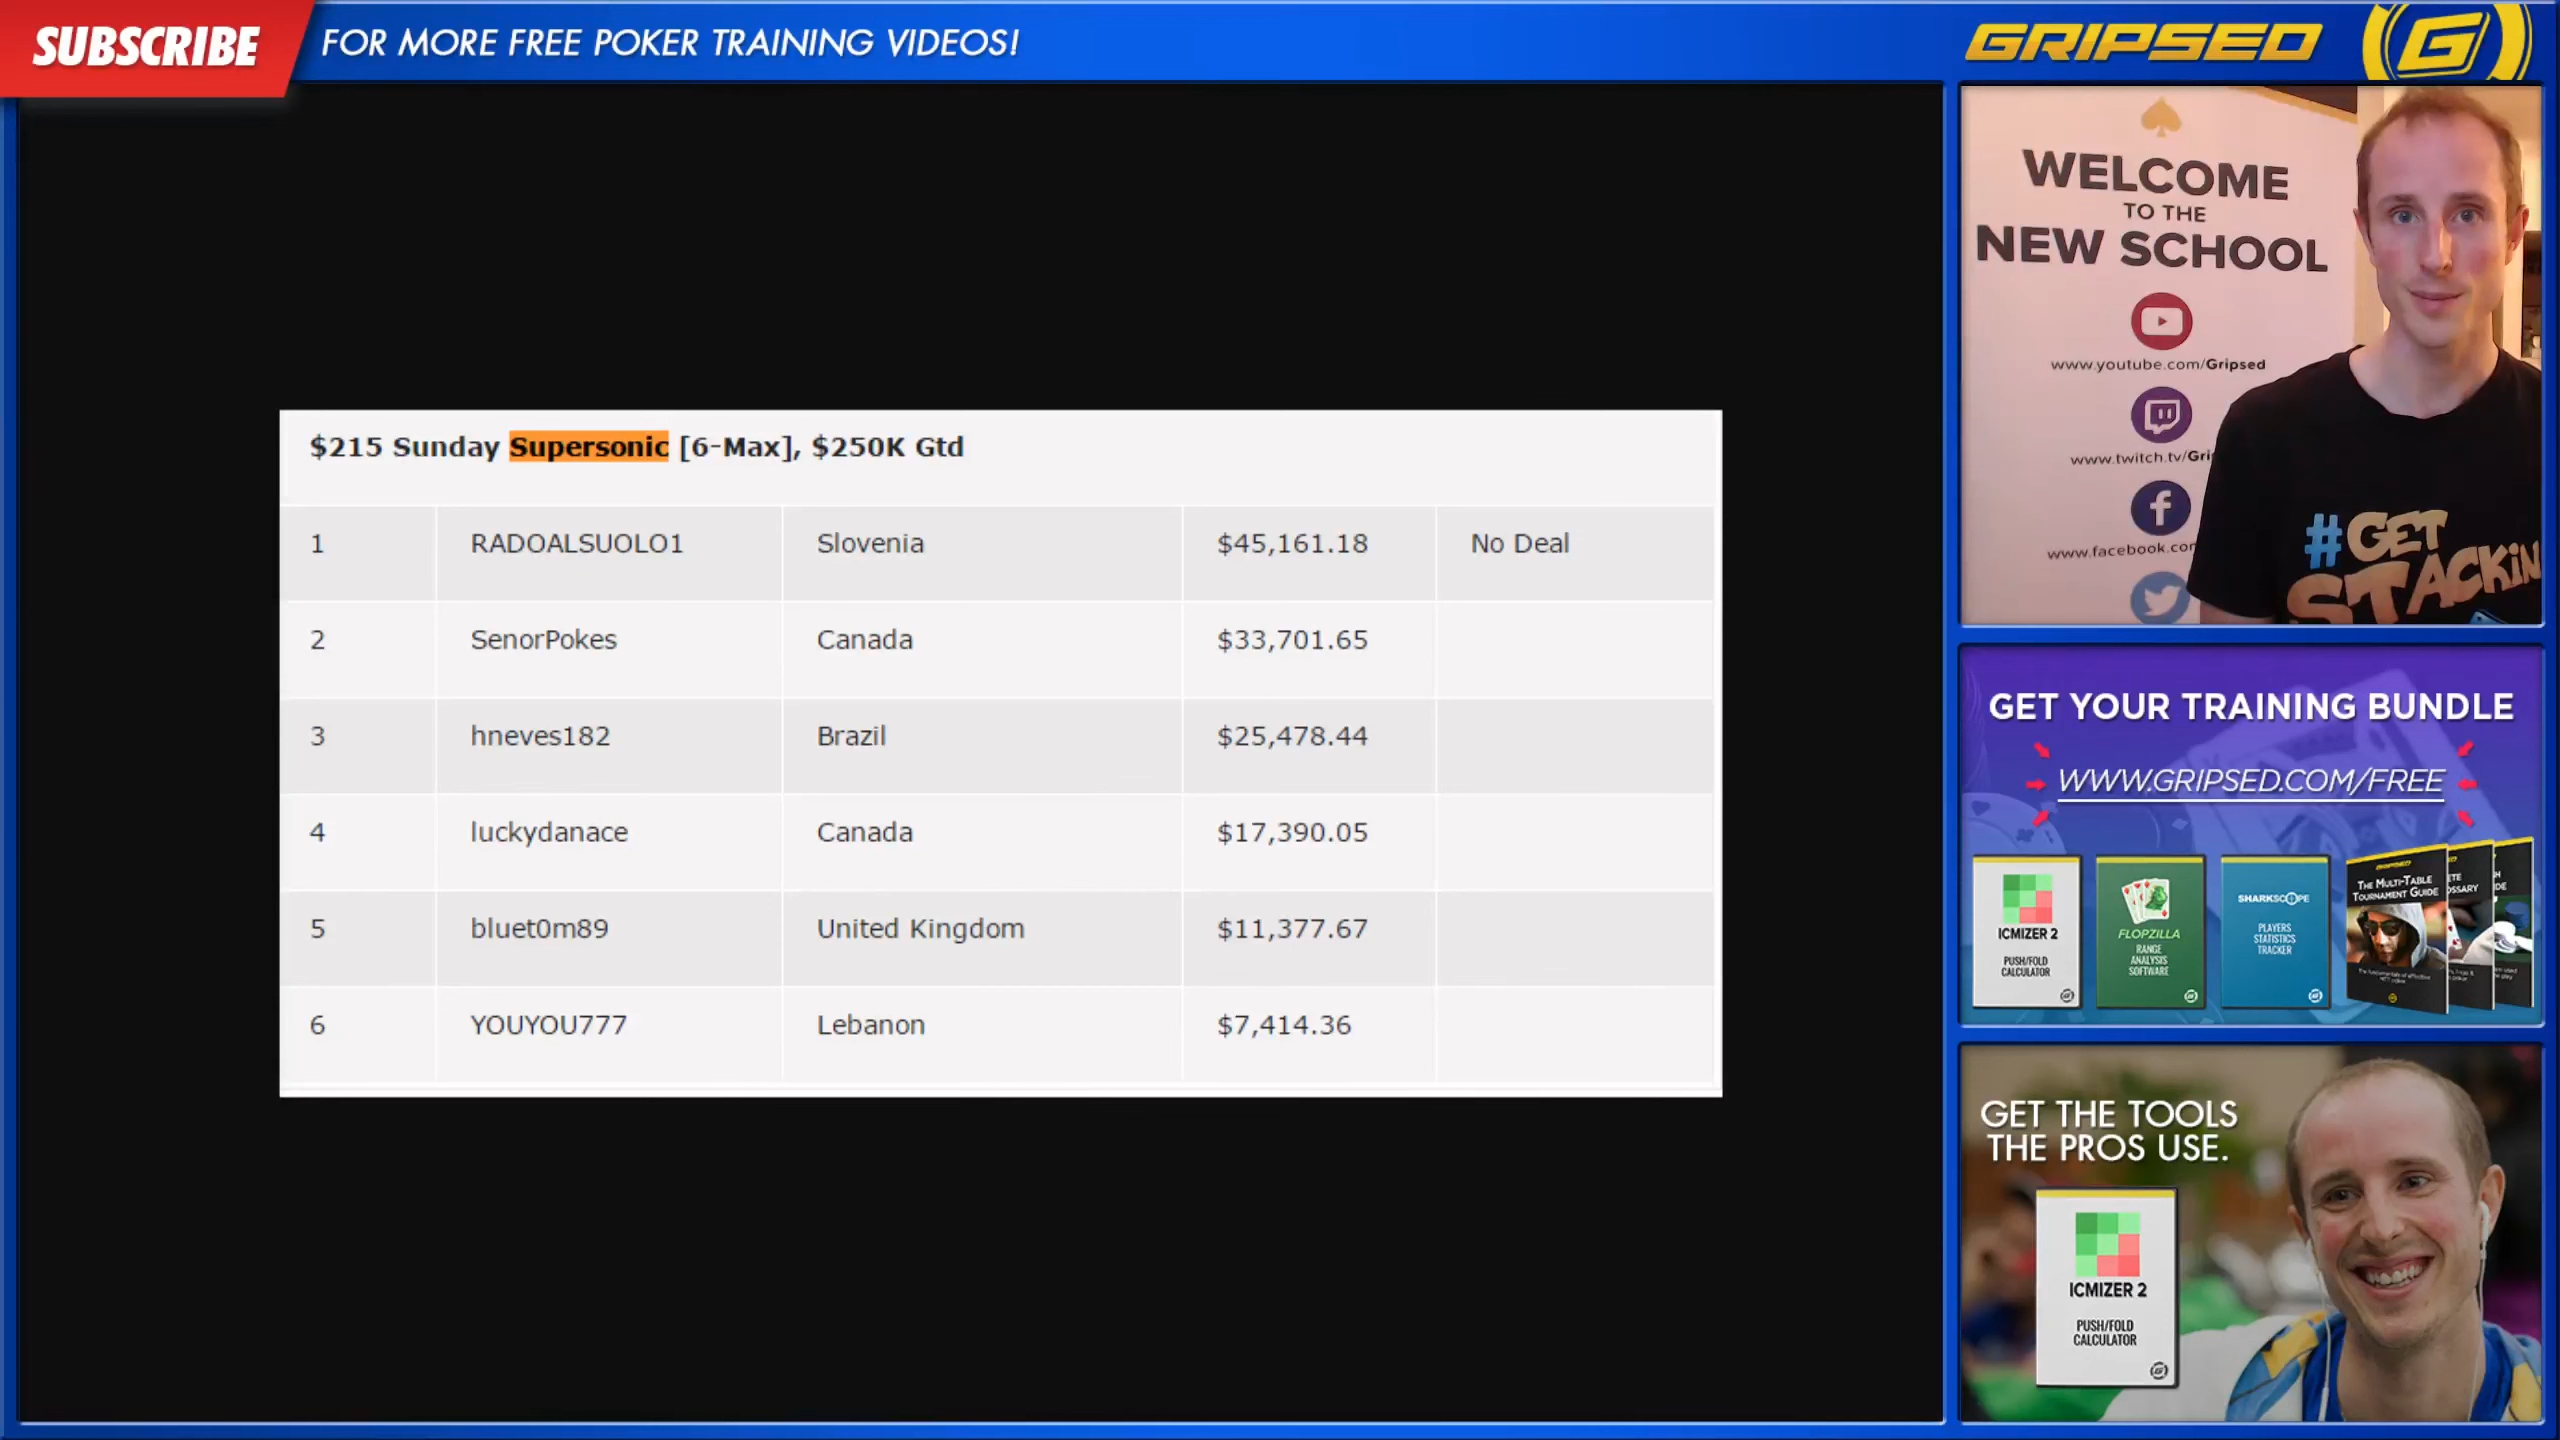 SUBSCRIBE FOR MORE FREE POKER TRAINING VIDEOS!
GRIPSED
$215 Sunday Supersonic [6-Max], $250K Gtd
1 RADOALSUOLO1 Slovenia $45,161.18 No Deal
2 SenorPokes Canada $33,701.65
3 hneves182 Brazil $25,478.44
4 luckydanace Canada $17,390.05
5 bluet0m89 United Kingdom $11,377.67
6 YOUYOU777 Lebanon $7,414.36
WELCOME
TO THE
NEW SCHOOL
www.youtube.com/Gripsed
www.twitch.tv/Gri
www.facebook.co
#GET
STACKiN
GET YOUR TRAINING BUNDLE
WWW.GRIPSED.COM/FREE
ICMIZER 2
PUSH/FOLD
CALCULATOR
FLOPZILLA
RANGE
ANALYSIS
SOFTWARE
SHARKSCOPE
PLAYERS
STATISTICS
TRACKER
GRIPSED
THE MULTI-TABLE
TOURNAMENT GUIDE
GET THE TOOLS
THE PROS USE.
ICMIZER 2
PUSH/FOLD
CALCULATOR